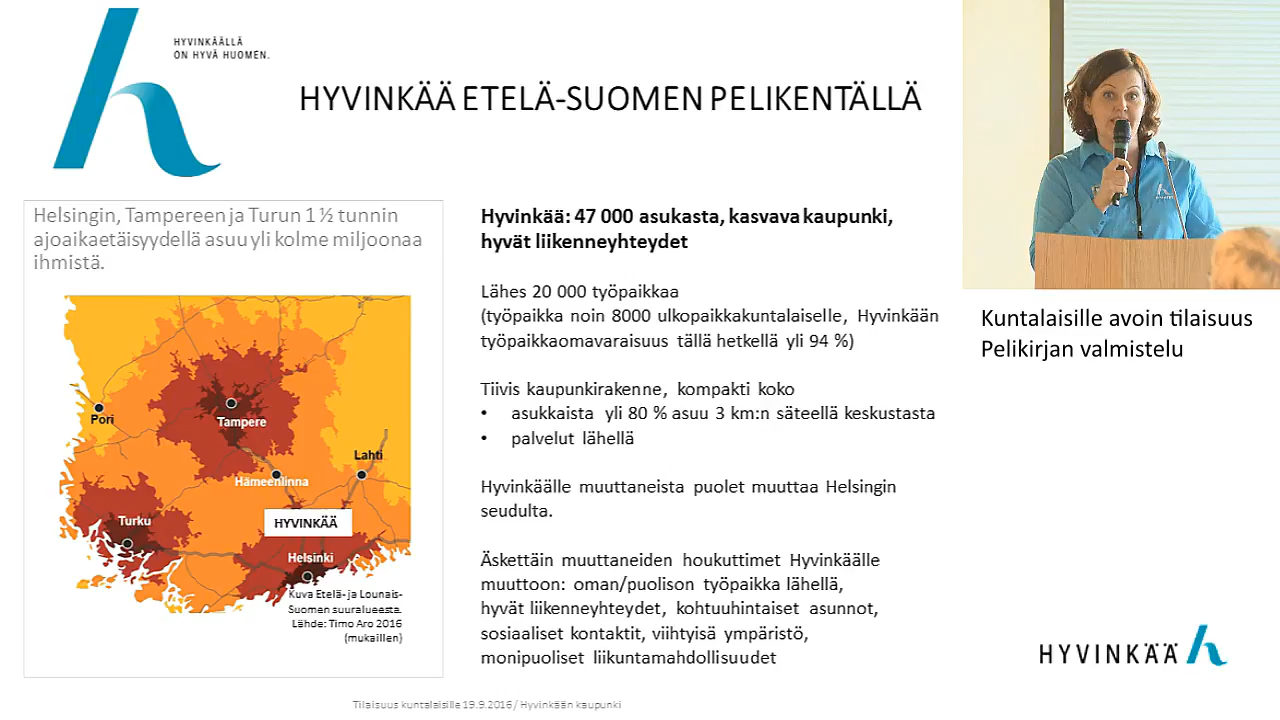 HYVINKÄÄLLÄ
ON HYVÄ HUOMEN.
HYVINKÄÄ ETELÄ-SUOMEN PELIKENTÄLLÄ
Helsingin, Tampereen ja Turun 1 ½ tunnin
ajoaikaetäisyydellä asuu yli kolme miljoonaa
ihmistä.
Pori
Tampere
Lahti
Hämeenlinna
Turku
HYVINKÄÄ
Helsinki
Kuva Etelä- ja Lounais-
Suomen suuralueesta.
Lähde: Timo Aro 2016
(mukaillen)
Hyvinkää: 47 000 asukasta, kasvava kaupunki,
hyvät liikenneyhteydet
Lähes 20 000 työpaikkaa
(työpaikka noin 8000 ulkopaikkakuntalaiselle, Hyvinkään
työpaikkaomavaraisuus tällä hetkellä yli 94 %)
Tiivis kaupunkirakenne, kompakti koko
• asukkaista yli 80 % asuu 3 km:n säteellä keskustasta
• palvelut lähellä
Hyvinkäälle muuttaneista puolet muuttaa Helsingin
seudulta.
Äskettäin muuttaneiden houkuttimet Hyvinkäälle
muuttoon: oman/puolison työpaikka lähellä,
hyvät liikenneyhteydet, kohtuuhintaiset asunnot,
sosiaaliset kontaktit, viihtyisä ympäristö,
monipuoliset liikuntamahdollisuudet
Kuntalaisille avoin tilaisuus
Pelikirjan valmistelu
HYVINKÄÄ
Tilaisuus kuntalaisille 19.9.2016 / Hyvinkään kaupunki